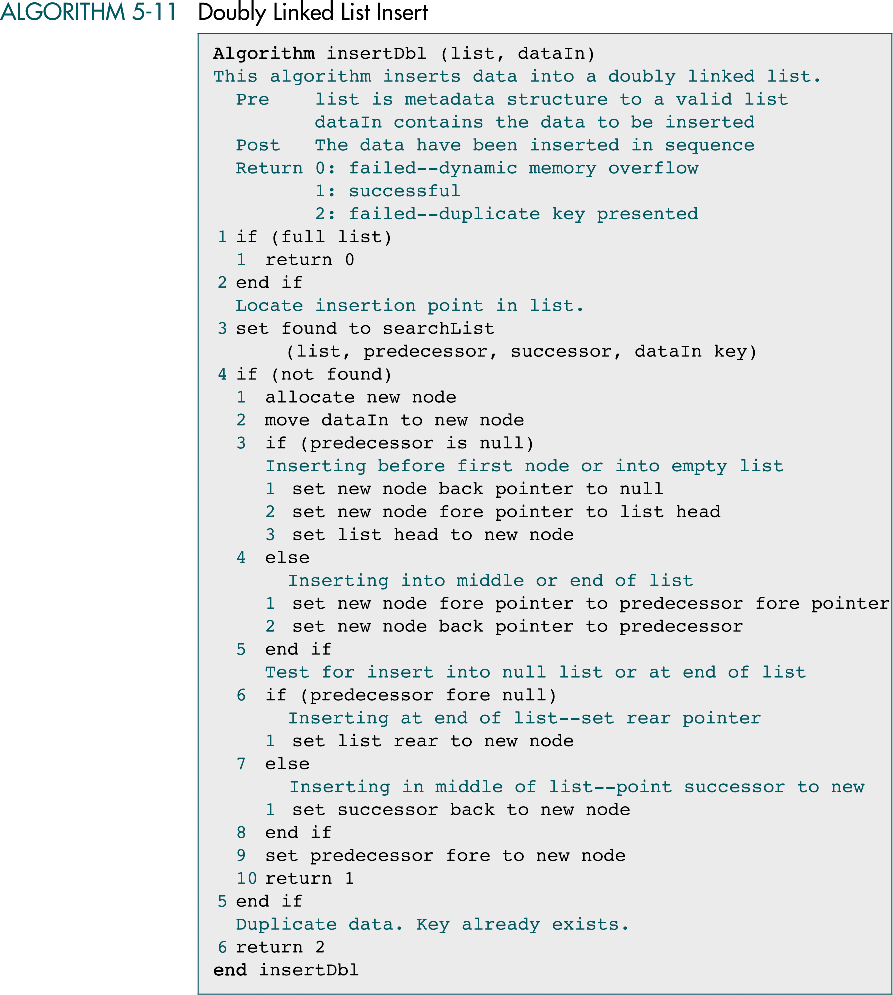 ALGORITHM 5-11 Doubly Linked List Insert
Algorithm insertDbl (list, dataIn)
This algorithm inserts data into a doubly linked list.
Pre list is metadata structure to a valid list
dataIn contains the data to be inserted
Post The data have been inserted in sequence
Return 0: failed--dynamic memory overflow
1: successful
2: failed--duplicate key presented
1 if (full list)
1 return 0
2 end if
Locate insertion point in list.
3 set found to searchList
(list, predecessor, successor, dataIn key)
4 if (not found)
1 allocate new node
2 move dataIn to new node
3 if (predecessor is null)
Inserting before first node or into empty list
1 set new node back pointer to null
2 set new node fore pointer to list head
3 set list head to new node
4 else
Inserting into middle or end of list
1 set new node fore pointer to predecessor fore pointer
2 set new node back pointer to predecessor
5 end if
Test for insert into null list or at end of list
6 if (predecessor fore null)
Inserting at end of list--set rear pointer
1 set list rear to new node
7 else
Inserting in middle of list--point successor to new
1 set successor back to new node
8 end if
9 set predecessor fore to new node
10 return 1
5 end if
Duplicate data. Key already exists.
6 return 2
end insertDbl